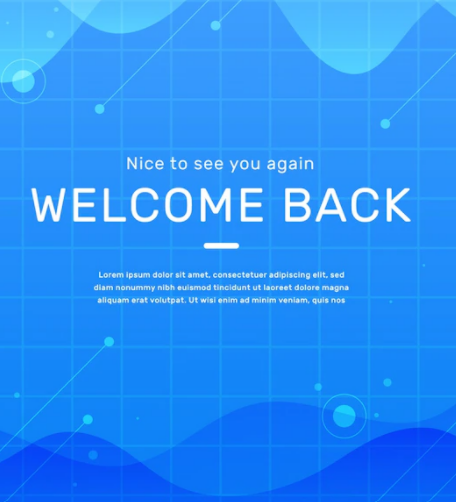 Nice to see you again
WELCOME BACK
Lorem ipsum dolor sit amet, consectetuer adipiscing elit, sed
diam nonummy nibh euismod tincidunt ut laoreet dolore magna
aliquam erat volutpat. Ut wisi enim ad minim veniam, quis nos